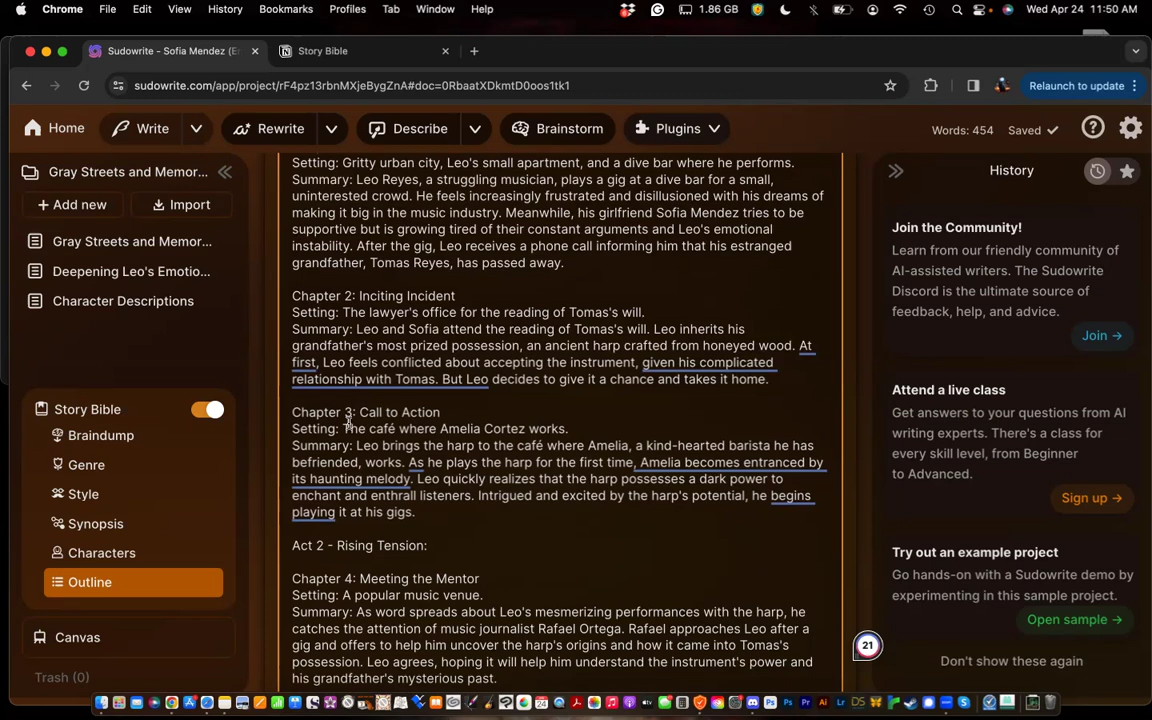 Chrome File Edit View History Bookmarks Profiles Tab Window Help 1.86 GB Wed Apr 24 11:50 AM
Sudowrite - Sofia Mendez (E
Story Bible
sudowrite.com/app/project/rF4pz13rbnMXjeBygZnA#doc=0RbaatXDkmtD0oos1tk1
Relaunch to update
Home Write Rewrite Describe Brainstorm Plugins Words: 454 Saved
Gray Streets and Memor...
+ Add new Import
Gray Streets and Memor...
Deepening Leo's Emotio...
Character Descriptions
Story Bible
Braindump
Genre
Style
Synopsis
Characters
Outline
Canvas
Trash (0)
Setting: Gritty urban city, Leo's small apartment, and a dive bar where he performs.
Summary: Leo Reyes, a struggling musician, plays a gig at a dive bar for a small,
uninterested crowd. He feels increasingly frustrated and disillusioned with his dreams of
making it big in the music industry. Meanwhile, his girlfriend Sofia Mendez tries to be
supportive but is growing tired of their constant arguments and Leo's emotional
instability. After the gig, Leo receives a phone call informing him that his estranged
grandfather, Tomas Reyes, has passed away.
Chapter 2: Inciting Incident
Setting: The lawyer's office for the reading of Tomas's will.
Summary: Leo and Sofia attend the reading of Tomas's will. Leo inherits his
grandfather's most prized possession, an ancient harp crafted from honeyed wood. At
first, Leo feels conflicted about accepting the instrument, given his complicated
relationship with Tomas. But Leo decides to give it a chance and takes it home.
Chapter 3: Call to Action
Setting: The café where Amelia Cortez works.
Summary: Leo brings the harp to the café where Amelia, a kind-hearted barista he has
befriended, works. As he plays the harp for the first time, Amelia becomes entranced by
its haunting melody. Leo quickly realizes that the harp possesses a dark power to
enchant and enthrall listeners. Intrigued and excited by the harp's potential, he begins
playing it at his gigs.
Act 2 - Rising Tension:
Chapter 4: Meeting the Mentor
Setting: A popular music venue.
Summary: As word spreads about Leo's mesmerizing performances with the harp, he
catches the attention of music journalist Rafael Ortega. Rafael approaches Leo after a
gig and offers to help him uncover the harp's origins and how it came into Tomas's
possession. Leo agrees, hoping it will help him understand the instrument's power and
his grandfather's mysterious past.
21
History
Join the Community!
Learn from our friendly community of
AI-assisted writers. The Sudowrite
Discord is the ultimate source of
feedback, help, and advice.
Join →
Attend a live class
Get answers to your questions from AI
writing experts. There's a class for
every skill level, from Beginner
to Advanced.
Sign up →
Try out an example project
Go hands-on with a Sudowrite demo by
experimenting in this sample project.
Open sample →
Don't show these again